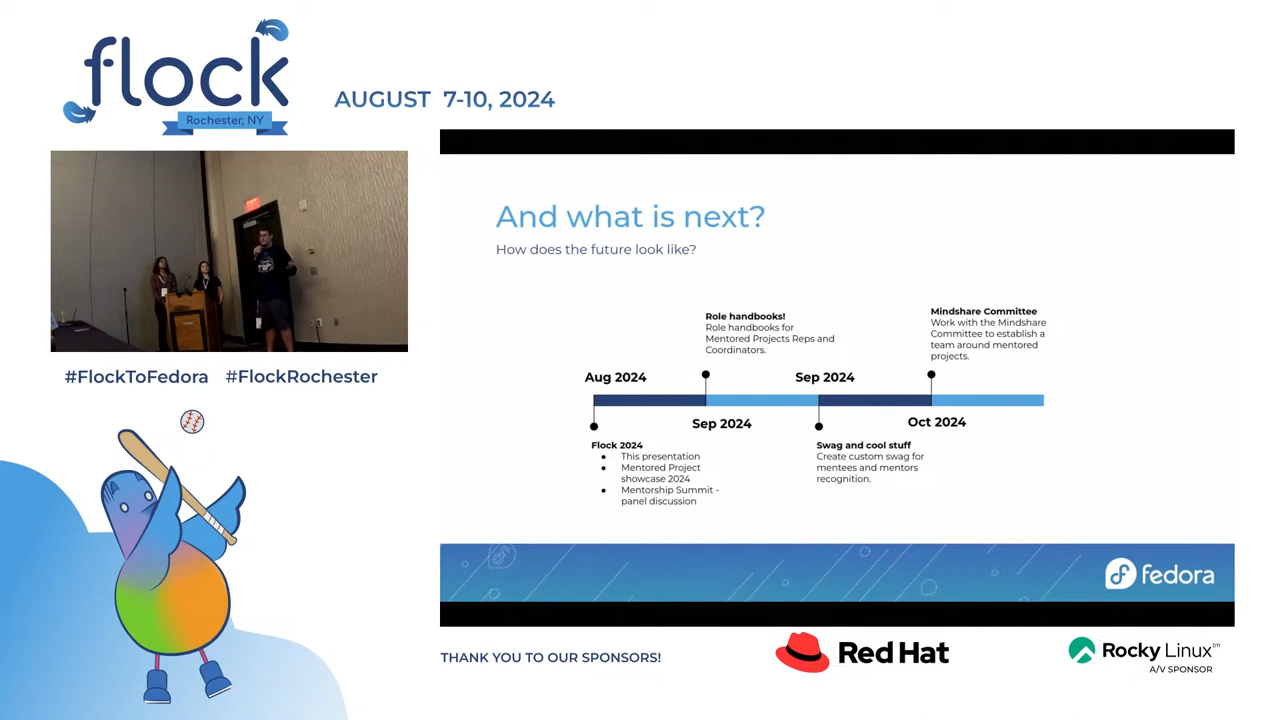 flock
Rochester, NY
AUGUST 7-10, 2024
#FlockToFedora #FlockRochester
And what is next?
How does the future look like?
Role handbooks!
Role handbooks for
Mentored Projects Reps and
Coordinators.
Mindshare Committee
Work with the Mindshare
Committee to establish a
team around mentored
projects.
Aug 2024
Sep 2024
Sep 2024
Oct 2024
Flock 2024
● This presentation
● Mentored Project
showcase 2024
● Mentorship Summit -
panel discussion
Swag and cool stuff
Create custom swag for
mentees and mentors
recognition.
fedora
THANK YOU TO OUR SPONSORS!
Red Hat
Rocky Linux™
A/V SPONSOR